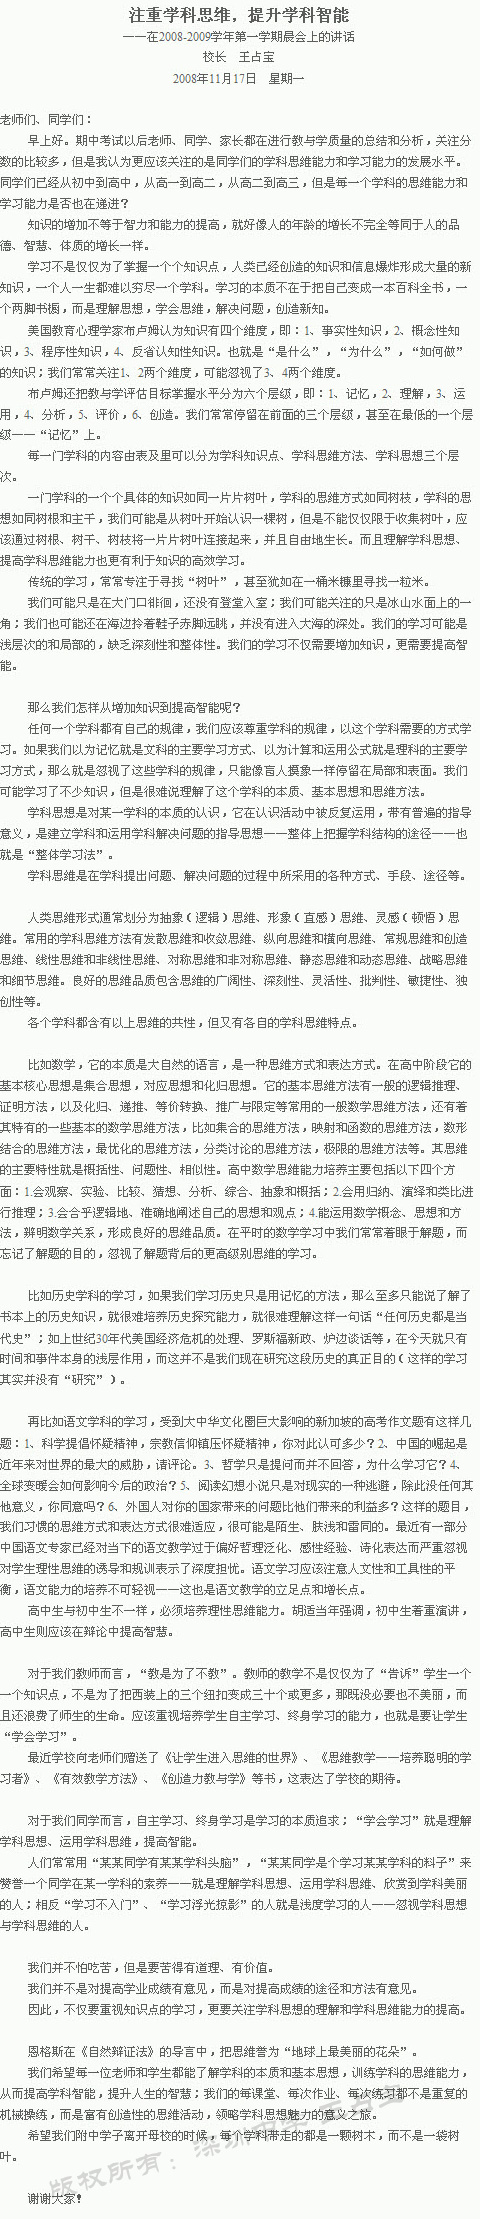 注重学科思维，提升学科智能
——在2008-2009学年第一学期晨会上的讲话
校长　王占宝
2008年11月17日　星期一
老师们、同学们：
早上好。期中考试以后老师、同学、家长都在进行教与学质量的总结和分析，关注分
数的比较多，但是我认为更应该关注的是同学们的学科思维能力和学习能力的发展水平。
同学们已经从初中到高中，从高一到高二，从高二到高三，但是每一个学科的思维能力和
学习能力是否也在递进？
知识的增加不等于智力和能力的提高，就好像人的年龄的增长不完全等同于人的品
德、智慧、体质的增长一样。
学习不是仅仅为了掌握一个个知识点，人类已经创造的知识和信息爆炸形成大量的新
知识，一个人一生都难以穷尽一个学科。学习的本质不在于把自己变成一本百科全书，一
个两脚书橱，而是理解思想，学会思维，解决问题，创造新知。
美国教育心理学家布卢姆认为知识有四个维度，即：1、事实性知识，2、概念性知
识，3、程序性知识，4、反省认知性知识。也就是“是什么”，“为什么”，“如何做”
的知识；我们常常关注1、2两个维度，可能忽视了3、4两个维度。
布卢姆还把教与学评估目标掌握水平分为六个层级，即：1、记忆，2、理解，3、运
用，4、分析，5、评价，6、创造。我们常常停留在前面的三个层级，甚至在最低的一个层
级——“记忆”上。
每一门学科的内容由表及里可以分为学科知识点、学科思维方法、学科思想三个层
次。
一门学科的一个个具体的知识如同一片片树叶，学科的思维方式如同树枝，学科的思
想如同树根和主干，我们可能是从树叶开始认识一棵树，但是不能仅仅限于收集树叶，应
该通过树根、树干、树枝将一片片树叶连接起来，并且自由地生长。而且理解学科思想、
提高学科思维能力也更有利于知识的高效学习。
传统的学习，常常专注于寻找“树叶”，甚至犹如在一桶米糠里寻找一粒米。
我们可能只是在大门口徘徊，还没有登堂入室；我们可能关注的只是冰山水面上的一
角；我们也可能还在海边拎着鞋子赤脚远眺，并没有进入大海的深处。我们的学习可能是
浅层次的和局部的，缺乏深刻性和整体性。我们的学习不仅需要增加知识，更需要提高智
能。
那么我们怎样从增加知识到提高智能呢？
任何一个学科都有自己的规律，我们应该尊重学科的规律，以这个学科需要的方式学
习。如果我们以为记忆就是文科的主要学习方式、以为计算和运用公式就是理科的主要学
习方式，那么就是忽视了这些学科的规律，只能像盲人摸象一样停留在局部和表面。我们
可能学习了不少知识，但是很难说理解了这个学科的本质、基本思想和思维方法。
学科思想是对某一学科的本质的认识，它在认识活动中被反复运用，带有普遍的指导
意义，是建立学科和运用学科解决问题的指导思想——整体上把握学科结构的途径——也
就是“整体学习法”。
学科思维是在学科提出问题、解决问题的过程中所采用的各种方式、手段、途径等。
人类思维形式通常划分为抽象（逻辑）思维、形象（直感）思维、灵感（顿悟）思
维。常用的学科思维方法有发散思维和收敛思维、纵向思维和横向思维、常规思维和创造
思维、线性思维和非线性思维、对称思维和非对称思维、静态思维和动态思维、战略思维
和细节思维。良好的思维品质包含思维的广阔性、深刻性、灵活性、批判性、敏捷性、独
创性等。
各个学科都含有以上思维的共性，但又有各自的学科思维特点。
比如数学，它的本质是大自然的语言，是一种思维方式和表达方式。在高中阶段它的
基本核心思想是集合思想，对应思想和化归思想。它的基本思维方法有一般的逻辑推理、
证明方法，以及化归、递推、等价转换、推广与限定等常用的一般数学思维方法，还有着
其特有的一些基本的数学思维方法，比如集合的思维方法，映射和函数的思维方法，数形
结合的思维方法，最优化的思维方法，分类讨论的思维方法，极限的思维方法等。其思维
的主要特性就是概括性、问题性、相似性。高中数学思维能力培养主要包括以下四个方
面：1.会观察、实验、比较、猜想、分析、综合、抽象和概括；2.会用归纳、演绎和类比进
行推理；3.会合乎逻辑地、准确地阐述自己的思想和观点；4.能运用数学概念、思想和方
法，辨明数学关系，形成良好的思维品质。在平时的数学学习中我们常常着眼于解题，而
忘记了解题的目的，忽视了解题背后的更高级别思维的学习。
比如历史学科的学习，如果我们学习历史只是用记忆的方法，那么至多只能说了解了
书本上的历史知识，就很难培养历史探究能力，就很难理解这样一句话“任何历史都是当
代史”；如上世纪30年代美国经济危机的处理、罗斯福新政、炉边谈话等，在今天就只有
时间和事件本身的浅层作用，而这并不是我们现在研究这段历史的真正目的（这样的学习
其实并没有“研究”）。
再比如语文学科的学习，受到大中华文化圈巨大影响的新加坡的高考作文题有这样几
题：1、科学提倡怀疑精神，宗教信仰镇压怀疑精神，你对此认可多少？2、中国的崛起是
近年来对世界的最大的威胁，请评论。3、哲学只是提问而并不回答，为什么学习它？4、
全球变暖会如何影响今后的政治？5、阅读幻想小说只是对现实的一种逃避，除此没任何其
他意义，你同意吗？6、外国人对你的国家带来的问题比他们带来的利益多？这样的题目，
我们习惯的思维方式和表达方式很难适应，很可能是陌生、肤浅和雷同的。最近有一部分
中国语文专家已经对当下的语文教学过于偏好哲理泛化、感性经验、诗化表达而严重忽视
对学生理性思维的诱导和规训表示了深度担忧。语文学习应该注意人文性和工具性的平
衡，语文能力的培养不可轻视——这也是语文教学的立足点和增长点。
高中生与初中生不一样，必须培养理性思维能力。胡适当年强调，初中生着重演讲，
高中生则应该在辩论中提高智慧。
对于我们教师而言，“教是为了不教”。教师的教学不是仅仅为了“告诉”学生一个
一个知识点，不是为了把西装上的三个纽扣变成三十个或更多，那既没必要也不美丽，而
且还浪费了师生的生命。应该重视培养学生自主学习、终身学习的能力，也就是要让学生
“学会学习”。
最近学校向老师们赠送了《让学生进入思维的世界》、《思维教学——培养聪明的学
习者》、《有效教学方法》、《创造力教与学》等书，这表达了学校的期待。
对于我们同学而言，自主学习、终身学习是学习的本质追求；“学会学习”就是理解
学科思想、运用学科思维，提高智能。
人们常常用“某某同学有某某学科头脑”，“某某同学是个学习某某学科的料子”来
赞誉一个同学在某一学科的素养——就是理解学科思想、运用学科思维、欣赏到学科美丽
的人；相反“学习不入门”、“学习浮光掠影”的人就是浅度学习的人——忽视学科思想
与学科思维的人。
我们并不怕吃苦，但是要苦得有道理、有价值。
我们并不是对提高学业成绩有意见，而是对提高成绩的途径和方法有意见。
因此，不仅要重视知识点的学习，更要关注学科思想的理解和学科思维能力的提高。
恩格斯在《自然辩证法》的导言中，把思维誉为“地球上最美丽的花朵”。
我们希望每一位老师和学生都能了解学科的本质和基本思想，训练学科的思维能力，
从而提高学科智能，提升人生的智慧；我们的每课堂、每次作业、每次练习都不是重复的
机械操练，而是富有创造性的思维活动，领略学科思想魅力的意义之旅。
希望我们附中学子离开母校的时候，每个学科带走的都是一颗树木，而不是一袋树
叶。
版权所有：深圳中学 王占宝
谢谢大家！